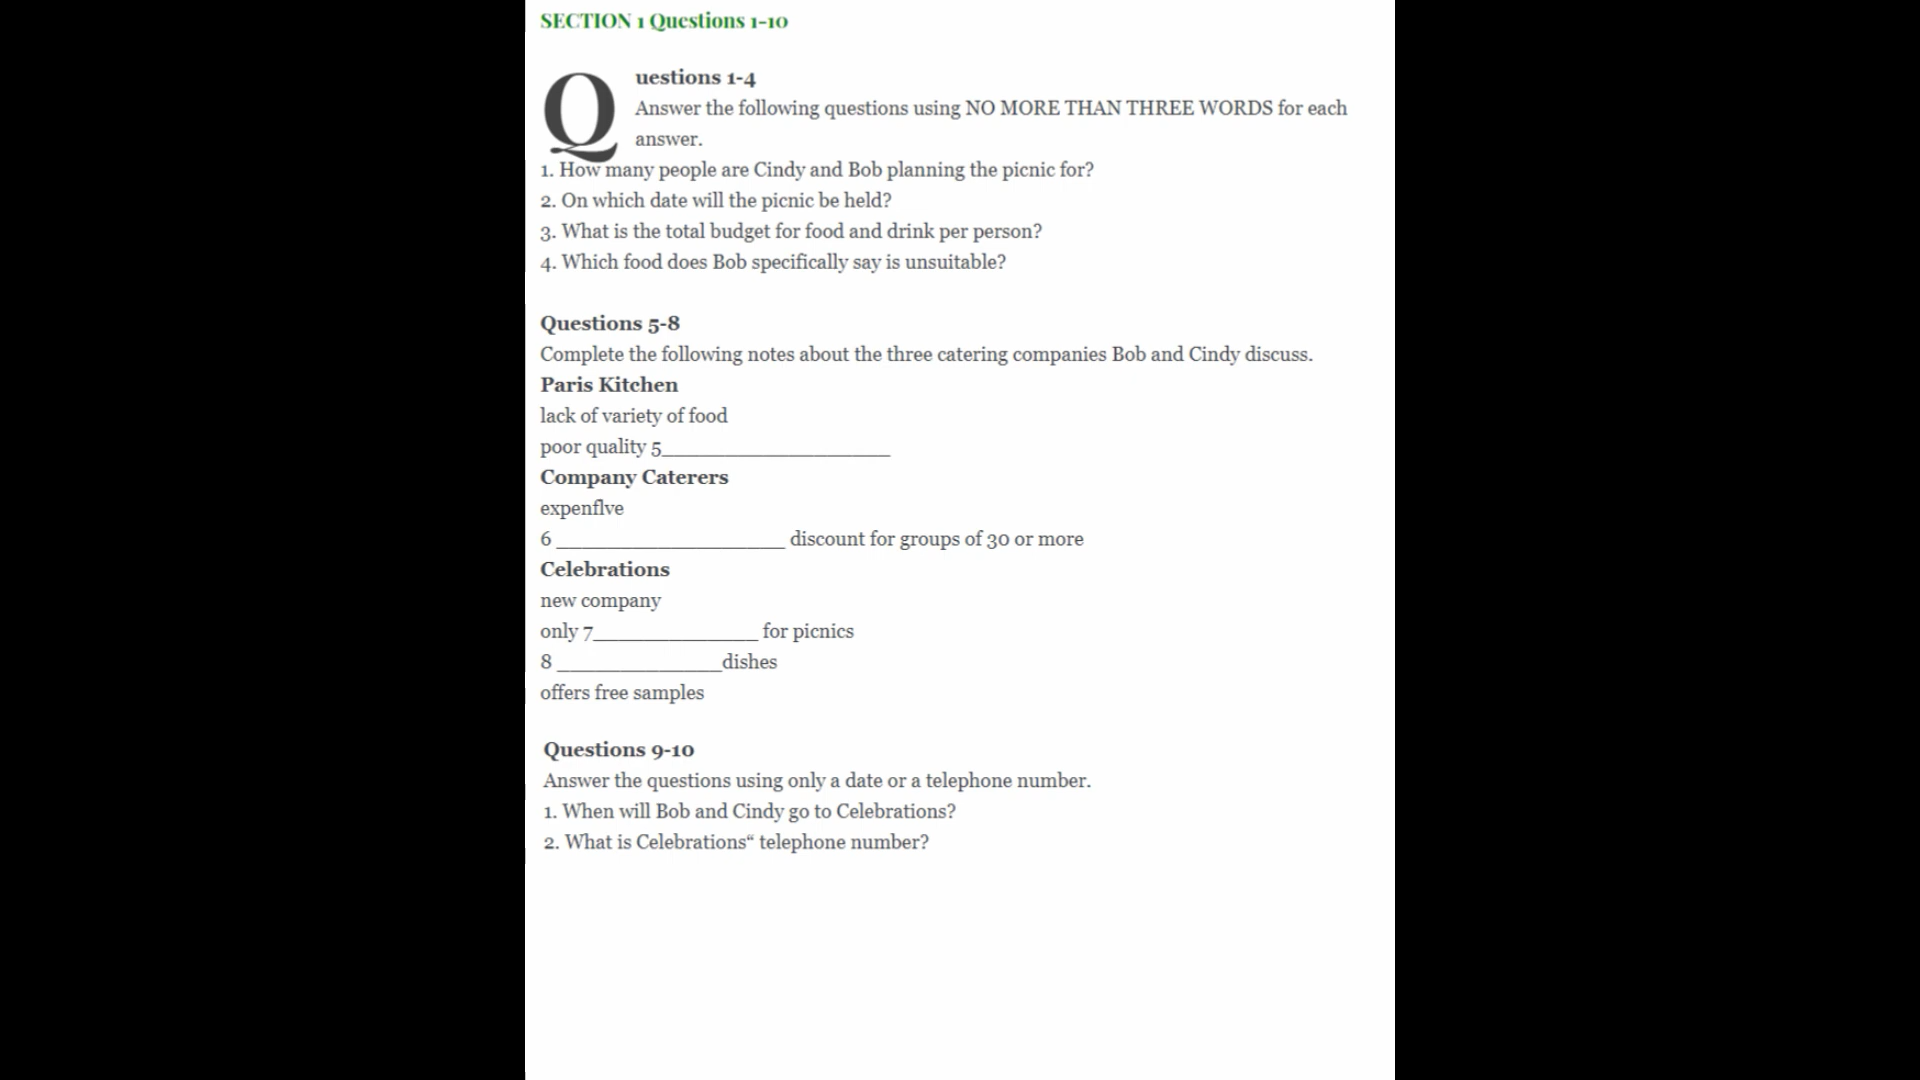 SECTION 1 Questions 1-10
Questions 1-4
Answer the following questions using NO MORE THAN THREE WORDS for each
answer.
1. How many people are Cindy and Bob planning the picnic for?
2. On which date will the picnic be held?
3. What is the total budget for food and drink per person?
4. Which food does Bob specifically say is unsuitable?
Questions 5-8
Complete the following notes about the three catering companies Bob and Cindy discuss.
Paris Kitchen
lack of variety of food
poor quality 5___________________
Company Caterers
expenflve
6 ___________________ discount for groups of 30 or more
Celebrations
new company
only 7______________ for picnics
8 ______________dishes
offers free samples
Questions 9-10
Answer the questions using only a date or a telephone number.
1. When will Bob and Cindy go to Celebrations?
2. What is Celebrations“ telephone number?